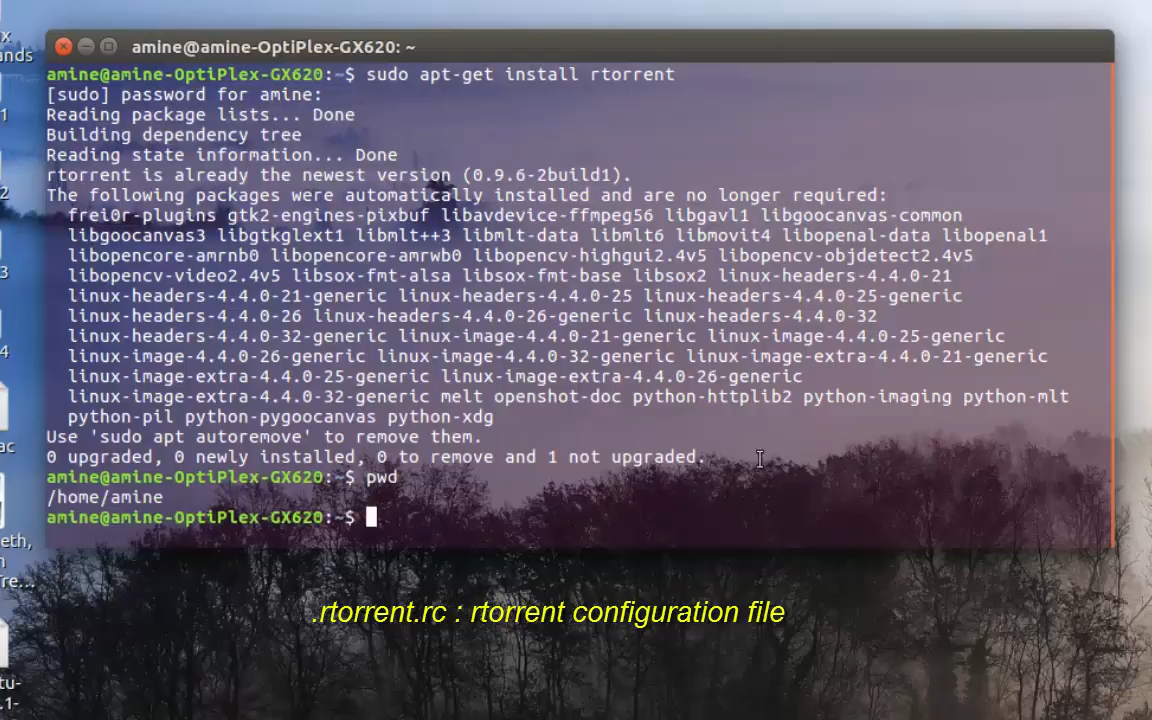 amine@amine-OptiPlex-GX620: ~
amine@amine-OptiPlex-GX620:~$ sudo apt-get install rtorrent
[sudo] password for amine:
Reading package lists... Done
Building dependency tree
Reading state information... Done
rtorrent is already the newest version (0.9.6-2build1).
The following packages were automatically installed and are no longer required:
frei0r-plugins gtk2-engines-pixbuf libavdevice-ffmpeg56 libgavl1 libgoocanvas-common
libgoocanvas3 libgtkglext1 libmlt++3 libmlt-data libmlt6 libmovit4 libopenal-data libopenal1
libopencore-amrnb0 libopencore-amrwb0 libopencv-highgui2.4v5 libopencv-objdetect2.4v5
libopencv-video2.4v5 libsox-fmt-alsa libsox-fmt-base libsox2 linux-headers-4.4.0-21
linux-headers-4.4.0-21-generic linux-headers-4.4.0-25 linux-headers-4.4.0-25-generic
linux-headers-4.4.0-26 linux-headers-4.4.0-26-generic linux-headers-4.4.0-32
linux-headers-4.4.0-32-generic linux-image-4.4.0-21-generic linux-image-4.4.0-25-generic
linux-image-4.4.0-26-generic linux-image-4.4.0-32-generic linux-image-extra-4.4.0-21-generic
linux-image-extra-4.4.0-25-generic linux-image-extra-4.4.0-26-generic
linux-image-extra-4.4.0-32-generic melt openshot-doc python-httplib2 python-imaging python-mlt
python-pil python-pygoocanvas python-xdg
Use 'sudo apt autoremove' to remove them.
0 upgraded, 0 newly installed, 0 to remove and 1 not upgraded.
amine@amine-OptiPlex-GX620:~$ pwd
/home/amine
amine@amine-OptiPlex-GX620:~$
.rtorrent.rc : rtorrent configuration file